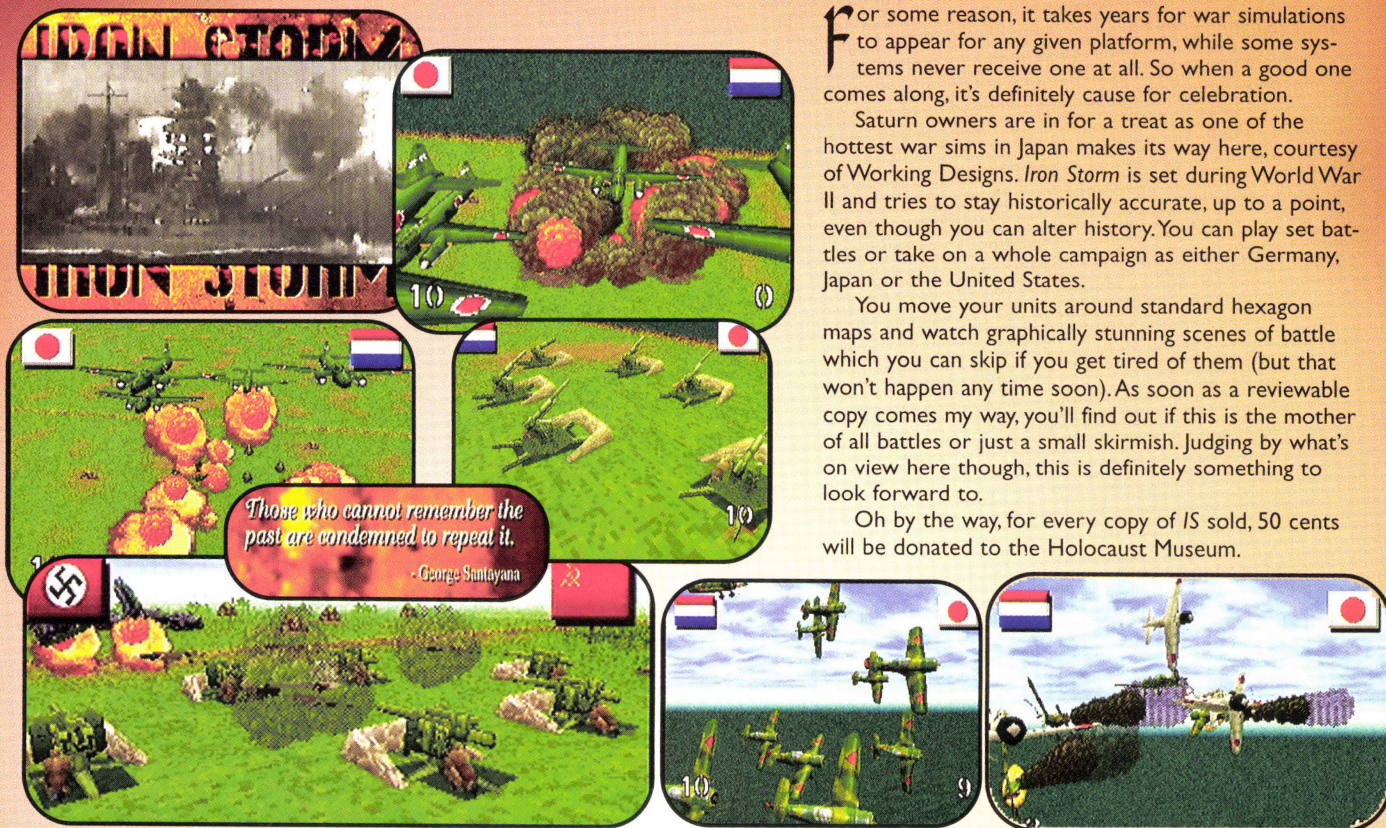 IRON STORM
IRON STORM
10
0
10
Those who cannot remember the
past are condemned to repeat it.
- George Santayana
10
9
For some reason, it takes years for war simulations
to appear for any given platform, while some sys-
tems never receive one at all. So when a good one
comes along, it's definitely cause for celebration.
Saturn owners are in for a treat as one of the
hottest war sims in Japan makes its way here, courtesy
of Working Designs. Iron Storm is set during World War
II and tries to stay historically accurate, up to a point,
even though you can alter history. You can play set bat-
tles or take on a whole campaign as either Germany,
Japan or the United States.
You move your units around standard hexagon
maps and watch graphically stunning scenes of battle
which you can skip if you get tired of them (but that
won't happen any time soon). As soon as a reviewable
copy comes my way, you'll find out if this is the mother
of all battles or just a small skirmish. Judging by what's
on view here though, this is definitely something to
look forward to.
Oh by the way, for every copy of IS sold, 50 cents
will be donated to the Holocaust Museum.